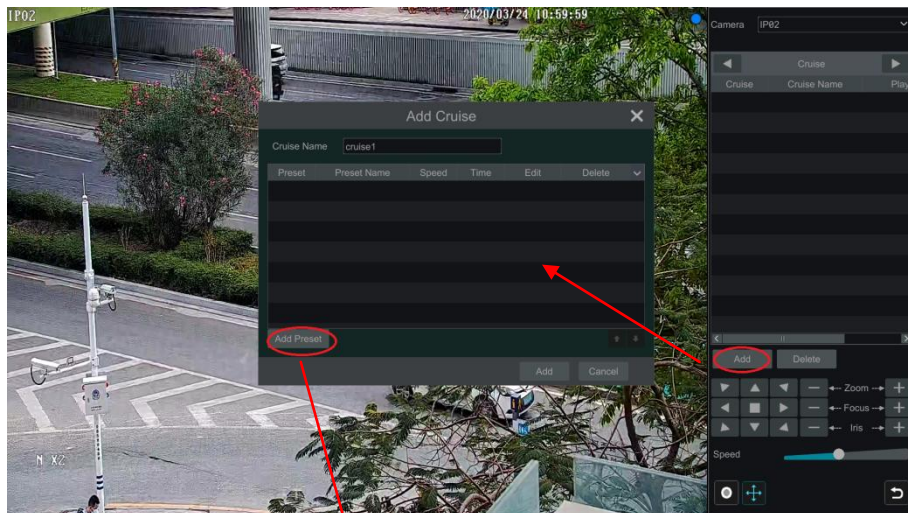 IP02
2020/03/24 10:59:59
Camera IP02
Cruise
Cruise Cruise Name Play
Add Cruise
Cruise Name cruise1
Preset Preset Name Speed Time Edit Delete
Add Preset
Add Cancel
Add Delete
Zoom
Focus
Iris
Speed
N X2